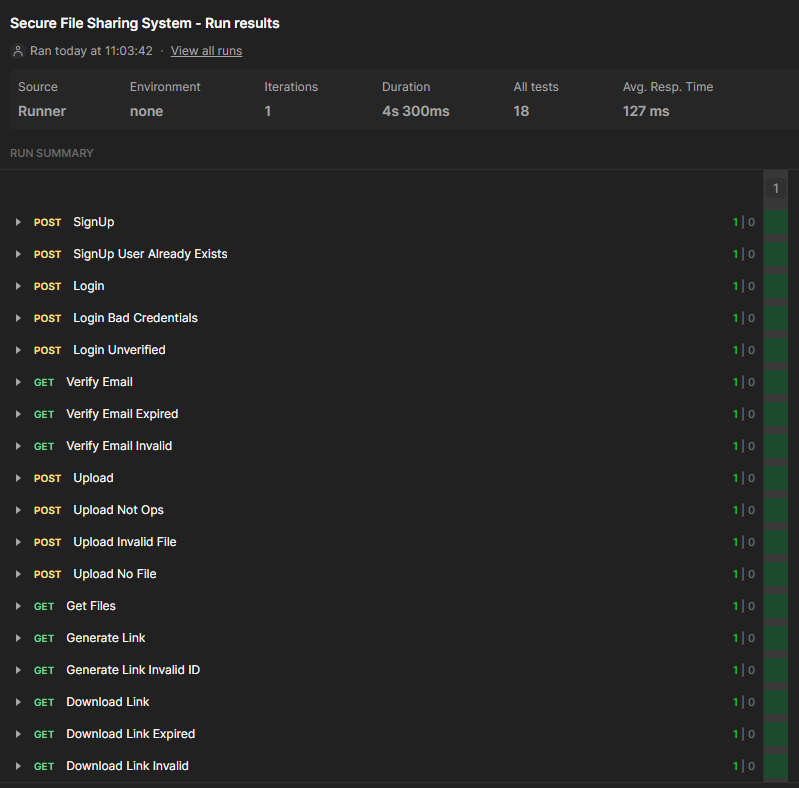 Secure File Sharing System - Run results
Ran today at 11:03:42 · View all runs
Source Environment Iterations Duration All tests Avg. Resp. Time
Runner none 1 4s 300ms 18 127 ms
RUN SUMMARY
1
POST SignUp 1 | 0
POST SignUp User Already Exists 1 | 0
POST Login 1 | 0
POST Login Bad Credentials 1 | 0
POST Login Unverified 1 | 0
GET Verify Email 1 | 0
GET Verify Email Expired 1 | 0
GET Verify Email Invalid 1 | 0
POST Upload 1 | 0
POST Upload Not Ops 1 | 0
POST Upload Invalid File 1 | 0
POST Upload No File 1 | 0
GET Get Files 1 | 0
GET Generate Link 1 | 0
GET Generate Link Invalid ID 1 | 0
GET Download Link 1 | 0
GET Download Link Expired 1 | 0
GET Download Link Invalid 1 | 0